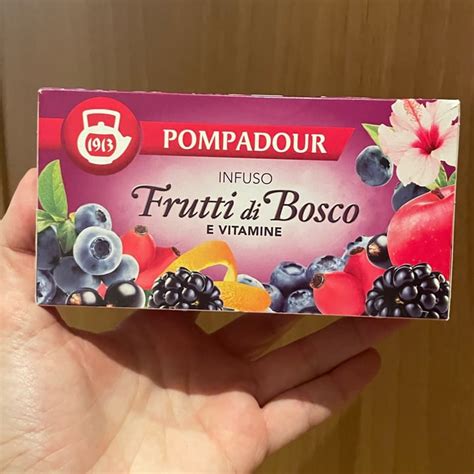 1913
POMPADOUR
INFUSO
Frutti di Bosco
E VITAMINE